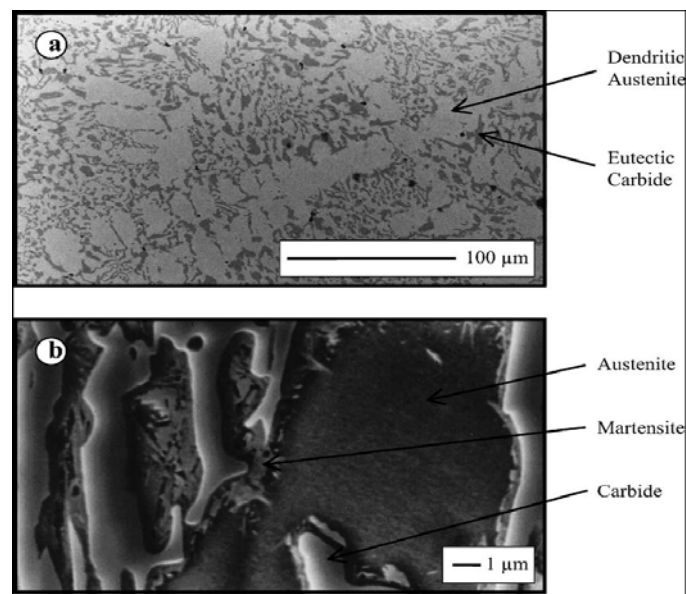 a
Dendritic
Austenite
Eutectic
Carbide
100 µm
b
Austenite
Martensite
Carbide
1 µm